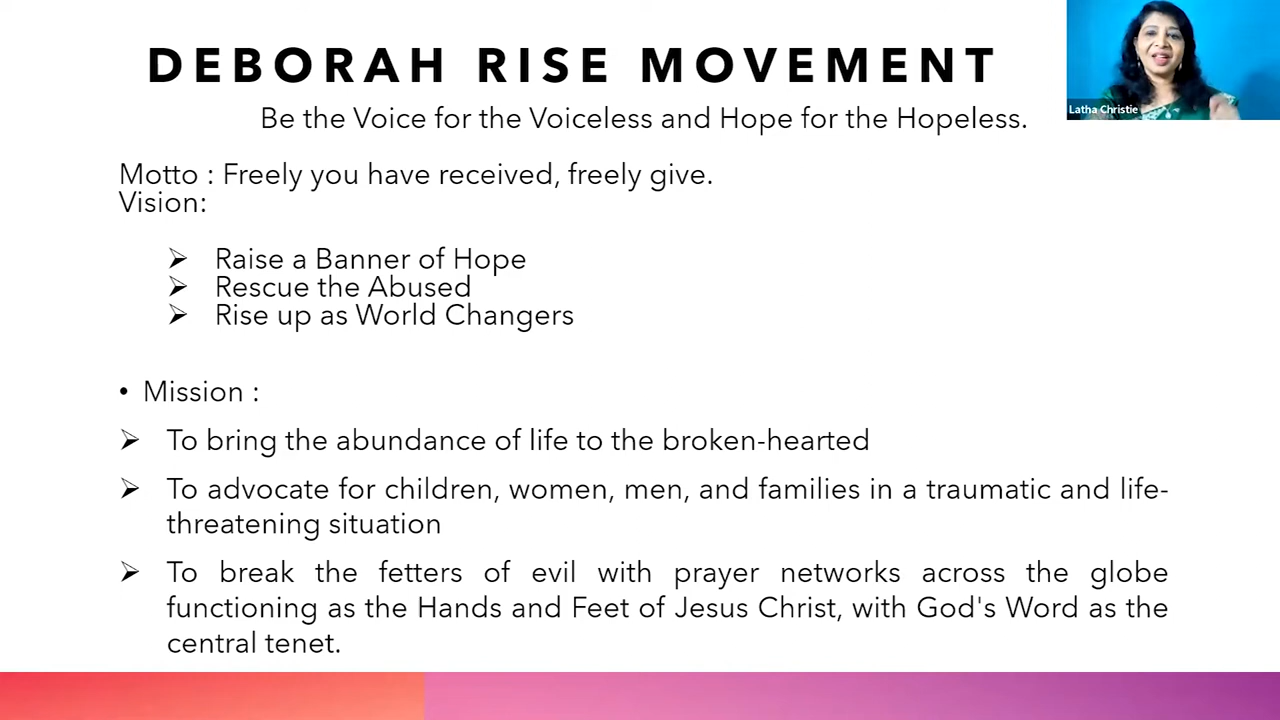 DEBORAH RISE MOVEMENT
Be the Voice for the Voiceless and Hope for the Hopeless.
Latha Christie
Motto : Freely you have received, freely give.
Vision:
➢ Raise a Banner of Hope
➢ Rescue the Abused
➢ Rise up as World Changers
• Mission :
➢ To bring the abundance of life to the broken-hearted
➢ To advocate for children, women, men, and families in a traumatic and life-
threatening situation
➢ To break the fetters of evil with prayer networks across the globe
functioning as the Hands and Feet of Jesus Christ, with God's Word as the
central tenet.